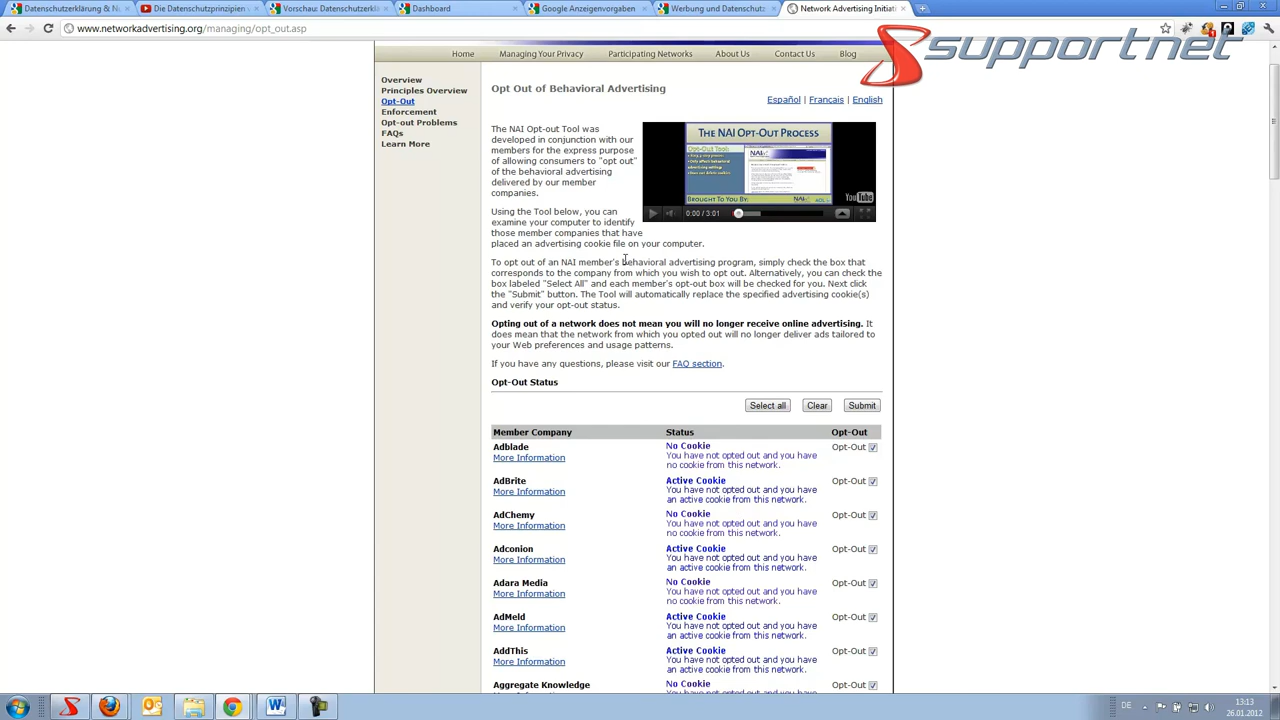 Datenschutzerklärung & Nu
Die Datenschutzprinzipien v
Vorschau: Datenschutzerklä
Dashboard
Google Anzeigenvorgaben
Werbung und Datenschutz
Network Advertising Initiati
www.networkadvertising.org/managing/opt_out.asp
supportnet
Home Managing Your Privacy Participating Networks About Us Contact Us Blog
Overview
Principles Overview
Opt-Out
Enforcement
Opt-out Problems
FAQs
Learn More
Opt Out of Behavioral Advertising
Español | Francais | English
The NAI Opt-out Tool was
developed in conjunction with our
members for the express purpose
of allowing consumers to "opt out"
of the behavioral advertising
delivered by our member
companies.
THE NAI OPT-OUT PROCESS
Opt-Out Tool:
NAI
BROUGHT TO YOU BY:
NAI
YouTube
0:00 / 3:01
Using the Tool below, you can
examine your computer to identify
those member companies that have
placed an advertising cookie file on your computer.
To opt out of an NAI member's behavioral advertising program, simply check the box that
corresponds to the company from which you wish to opt out. Alternatively, you can check the
box labeled "Select All" and each member's opt-out box will be checked for you. Next click
the "Submit" button. The Tool will automatically replace the specified advertising cookie(s)
and verify your opt-out status.
Opting out of a network does not mean you will no longer receive online advertising. It
does mean that the network from which you opted out will no longer deliver ads tailored to
your Web preferences and usage patterns.
If you have any questions, please visit our FAQ section.
Opt-Out Status
Select all Clear Submit
Member Company Status Opt-Out
Adblade No Cookie Opt-Out
More Information You have not opted out and you have
no cookie from this network.
AdBrite Active Cookie Opt-Out
More Information You have not opted out and you have
an active cookie from this network.
AdChemy No Cookie Opt-Out
More Information You have not opted out and you have
no cookie from this network.
Adconion Active Cookie Opt-Out
More Information You have not opted out and you have
an active cookie from this network.
Adara Media No Cookie Opt-Out
More Information You have not opted out and you have
no cookie from this network.
AdMeld Active Cookie Opt-Out
More Information You have not opted out and you have
an active cookie from this network.
AddThis Active Cookie Opt-Out
More Information You have not opted out and you have
an active cookie from this network.
Aggregate Knowledge No Cookie Opt-Out
DE
13:13
26.01.2012